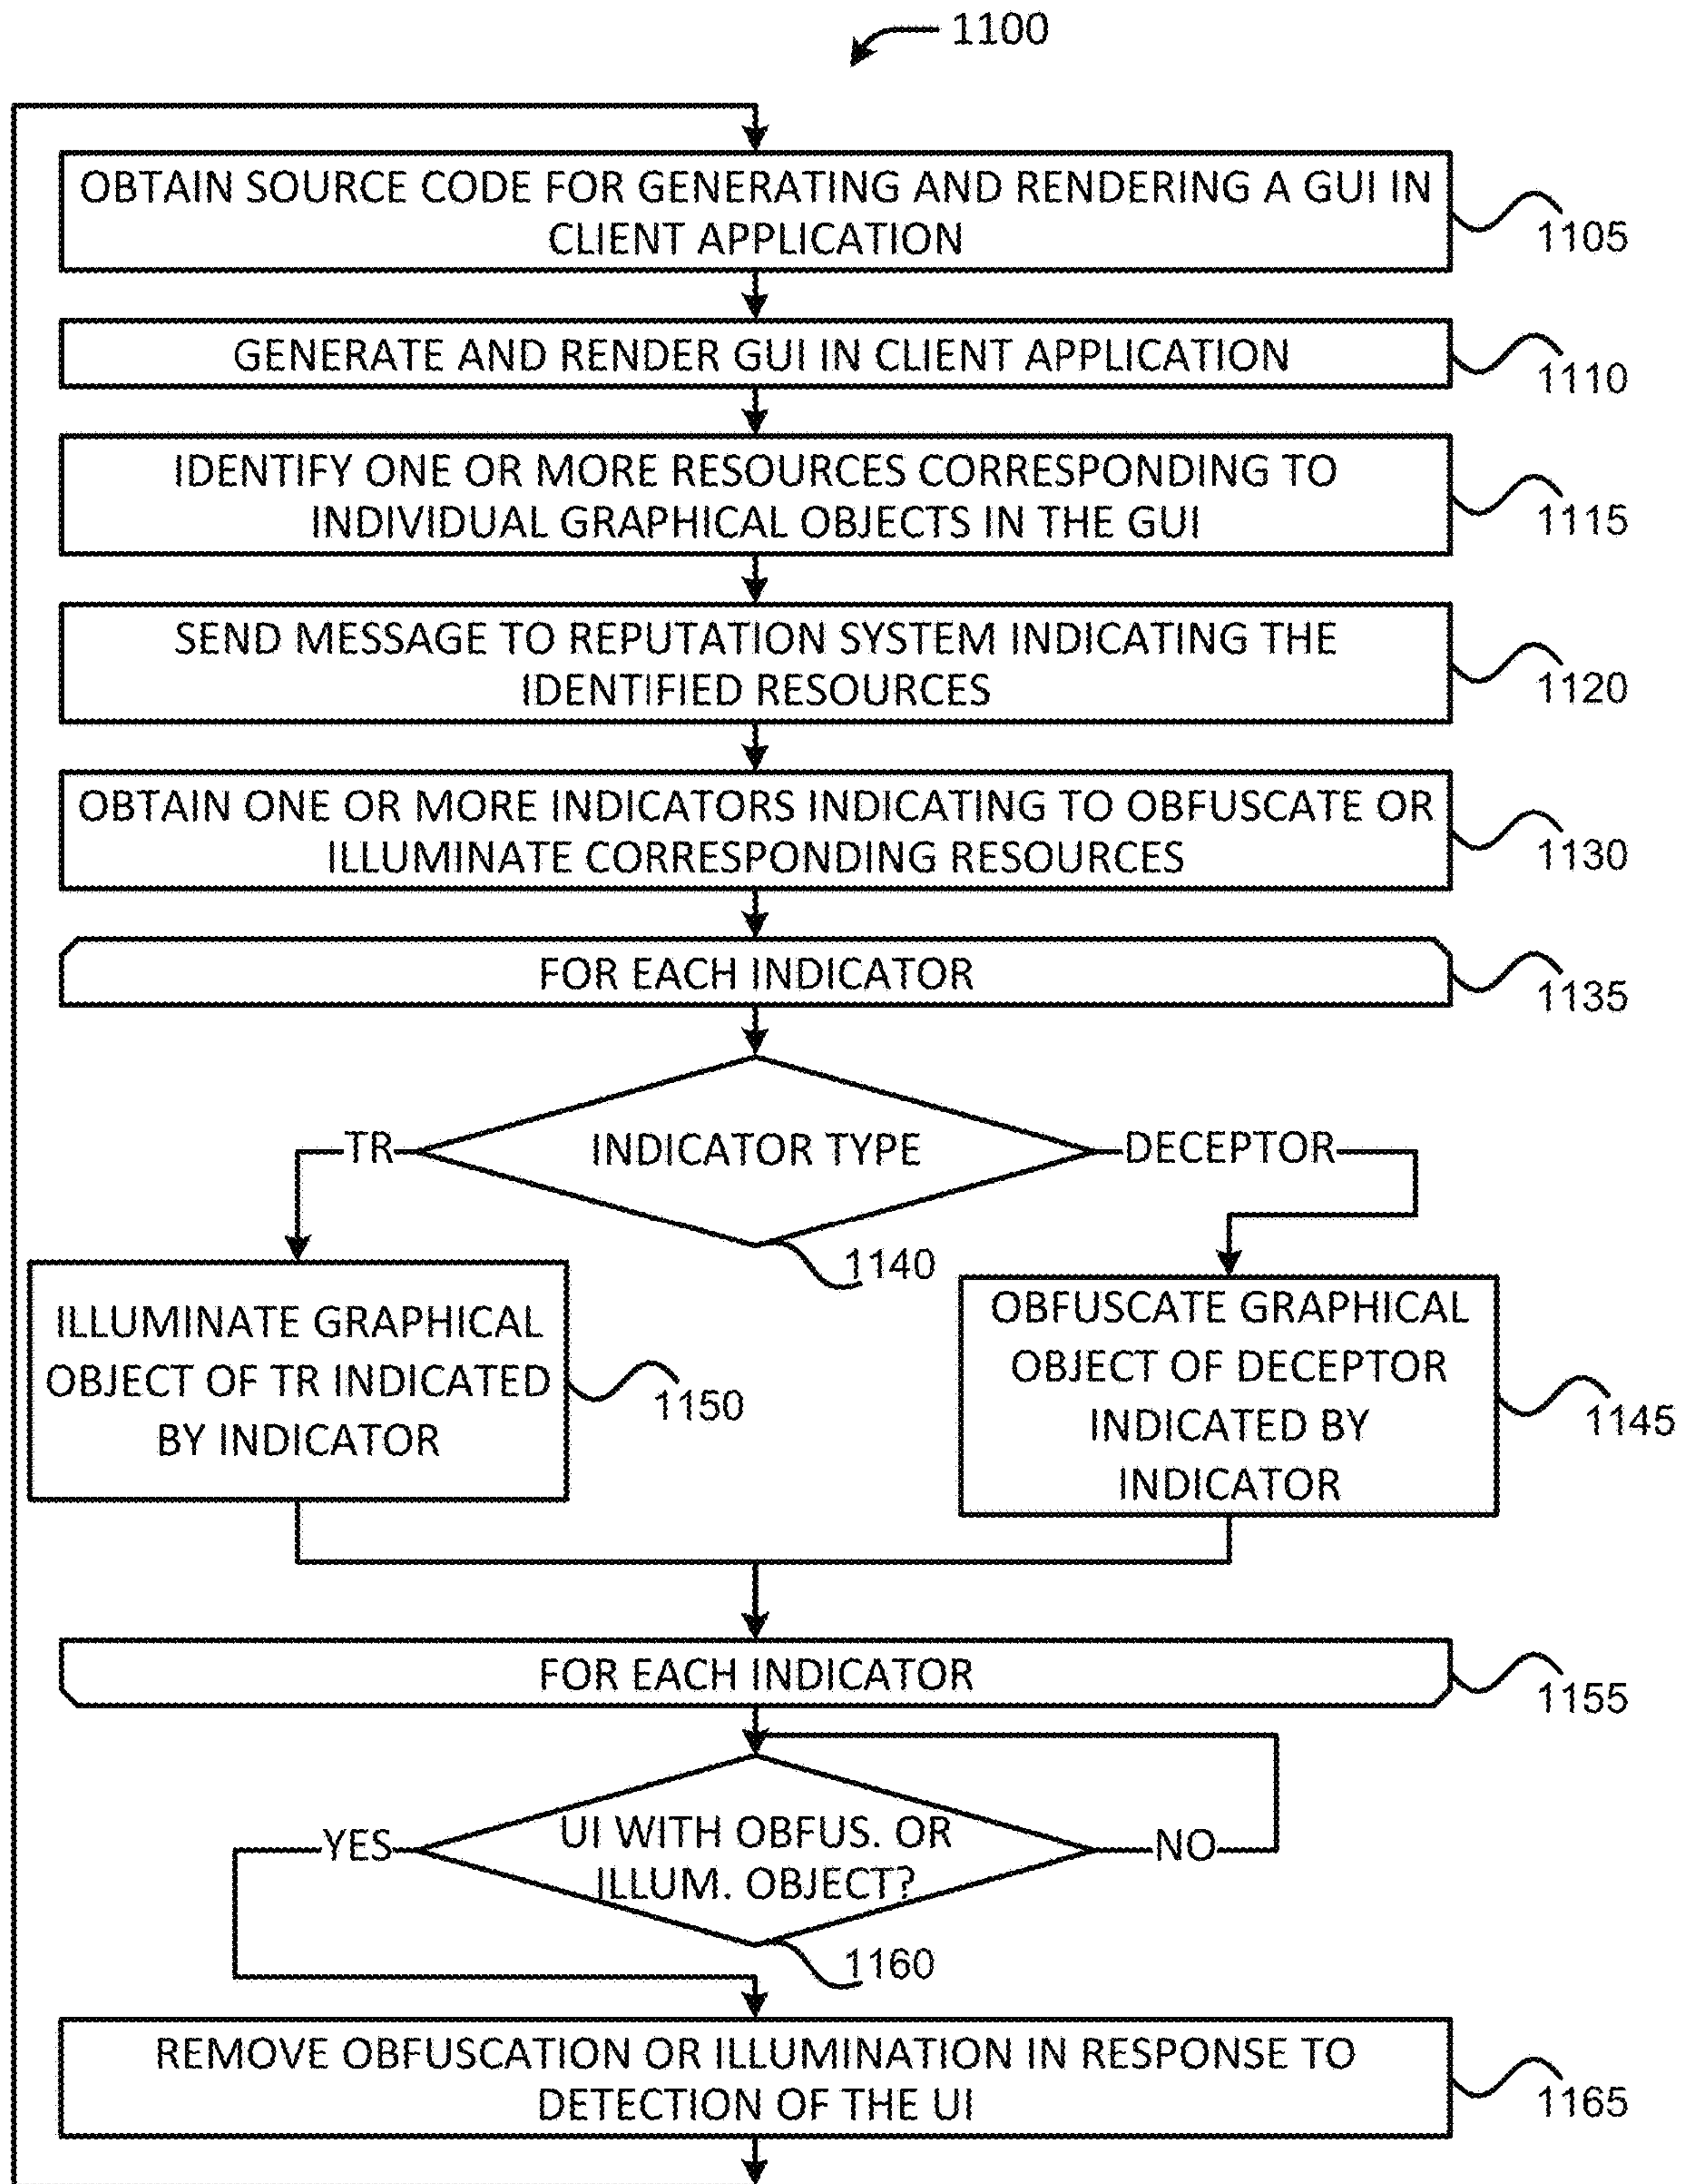 1100
OBTAIN SOURCE CODE FOR GENERATING AND RENDERING A GUI IN
CLIENT APPLICATION
1105
GENERATE AND RENDER GUI IN CLIENT APPLICATION
1110
IDENTIFY ONE OR MORE RESOURCES CORRESPONDING TO
INDIVIDUAL GRAPHICAL OBJECTS IN THE GUI
1115
SEND MESSAGE TO REPUTATION SYSTEM INDICATING THE
IDENTIFIED RESOURCES
1120
OBTAIN ONE OR MORE INDICATORS INDICATING TO OBFUSCATE OR
ILLUMINATE CORRESPONDING RESOURCES
1130
FOR EACH INDICATOR
1135
TR
INDICATOR TYPE
DECEPTOR
1140
ILLUMINATE GRAPHICAL
OBJECT OF TR INDICATED
BY INDICATOR
1150
OBFUSCATE GRAPHICAL
OBJECT OF DECEPTOR
INDICATED BY
INDICATOR
1145
FOR EACH INDICATOR
1155
YES
UI WITH OBFUS. OR
ILLUM. OBJECT?
NO
1160
REMOVE OBFUSCATION OR ILLUMINATION IN RESPONSE TO
DETECTION OF THE UI
1165